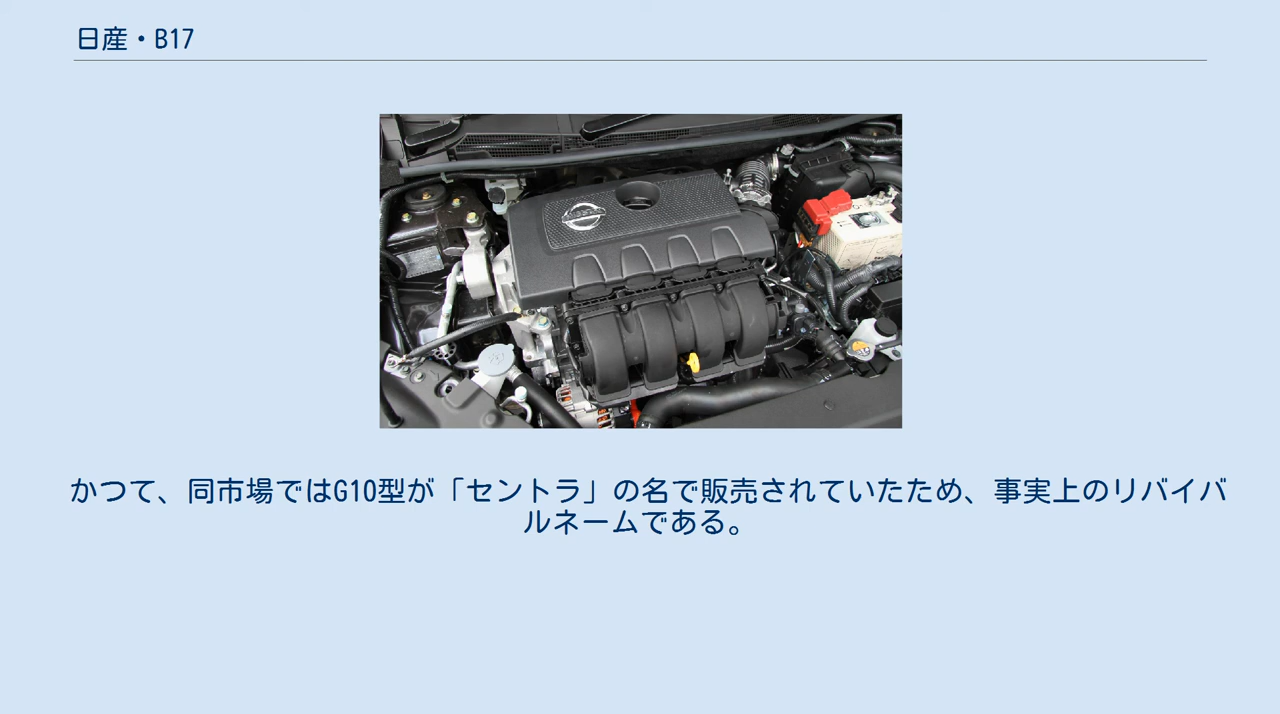 日産・B17
かつて、同市場ではG10型が「セントラ」の名で販売されていたため、事実上のリバイバ
ルネームである。